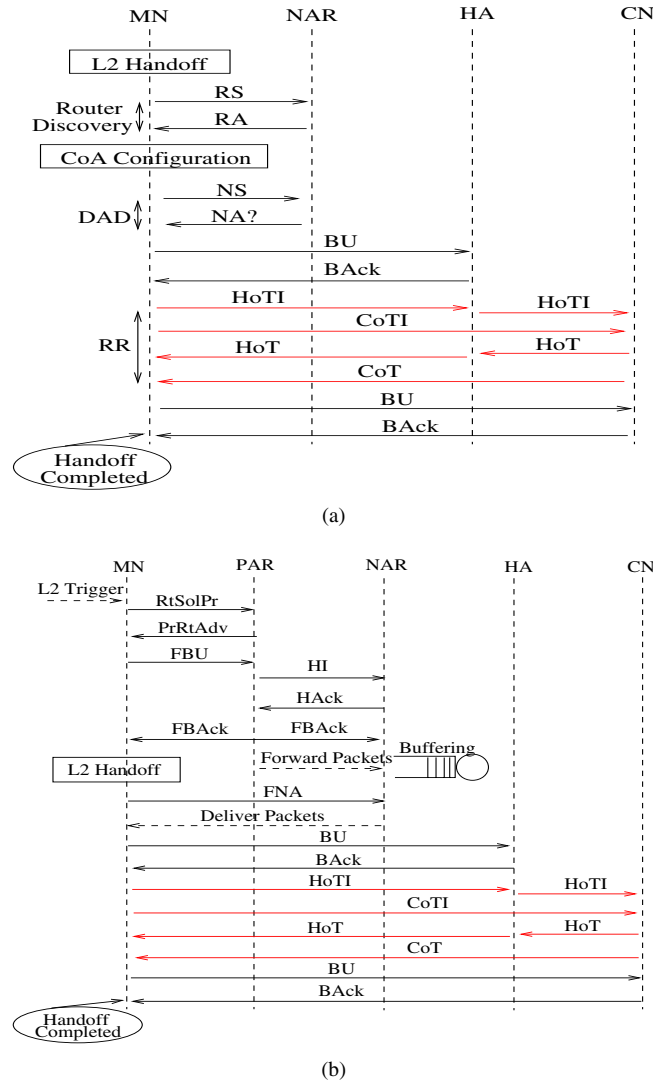 MN NAR HA CN
L2 Handoff
RS
Router
Discovery
RA
CoA Configuration
NS
DAD
NA?
BU
BAck
HoTI
HoTI
CoTI
RR
HoT
HoT
CoT
BU
BAck
Handoff
Completed
(a)
MN PAR NAR HA CN
L2 Trigger
RtSolPr
PrRtAdv
FBU
HI
HAck
FBAck FBAck
Forward Packets
Buffering
L2 Handoff
FNA
Deliver Packets
BU
BAck
HoTI
HoTI
CoTI
HoT
HoT
CoT
BU
BAck
Handoff
Completed
(b)